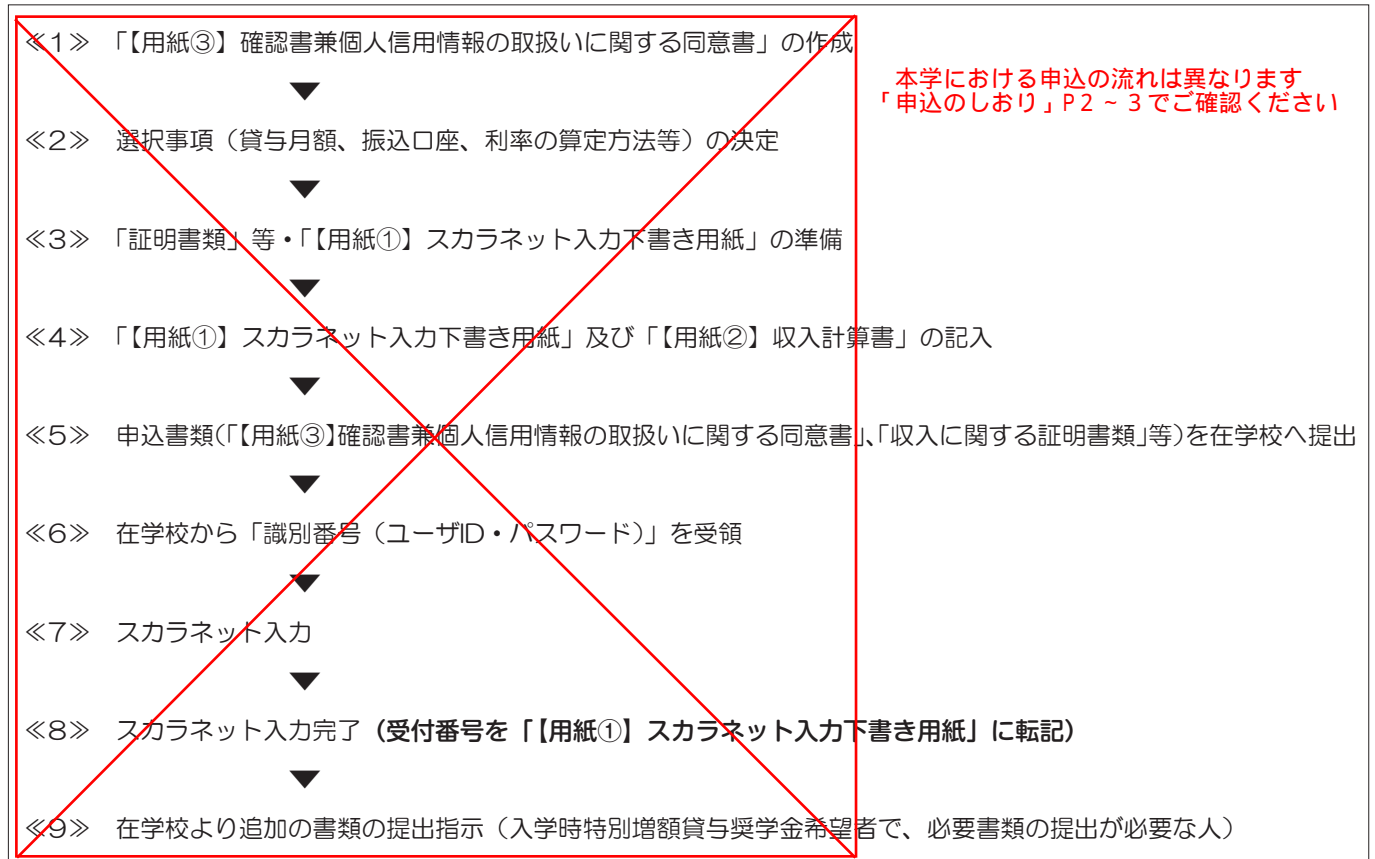 ≪1≫ 「【用紙③】確認書兼個人信用情報の取扱いに関する同意書」の作成
本学における申込の流れは異なります
「申込のしおり」P2~3でご確認ください
▼
≪2≫ 選択事項（貸与月額、振込口座、利率の算定方法等）の決定
▼
≪3≫ 「証明書類」等・「【用紙①】スカラネット入力下書き用紙」の準備
▼
≪4≫ 「【用紙①】スカラネット入力下書き用紙」及び「【用紙②】収入計算書」の記入
▼
≪5≫ 申込書類(「【用紙③】確認書兼個人信用情報の取扱いに関する同意書」、「収入に関する証明書類」等)を在学校へ提出
▼
≪6≫ 在学校から「識別番号（ユーザID・パスワード）」を受領
▼
≪7≫ スカラネット入力
▼
≪8≫ スカラネット入力完了（受付番号を「【用紙①】スカラネット入力下書き用紙」に転記）
▼
≪9≫ 在学校より追加の書類の提出指示（入学時特別増額貸与奨学金希望者で、必要書類の提出が必要な人）